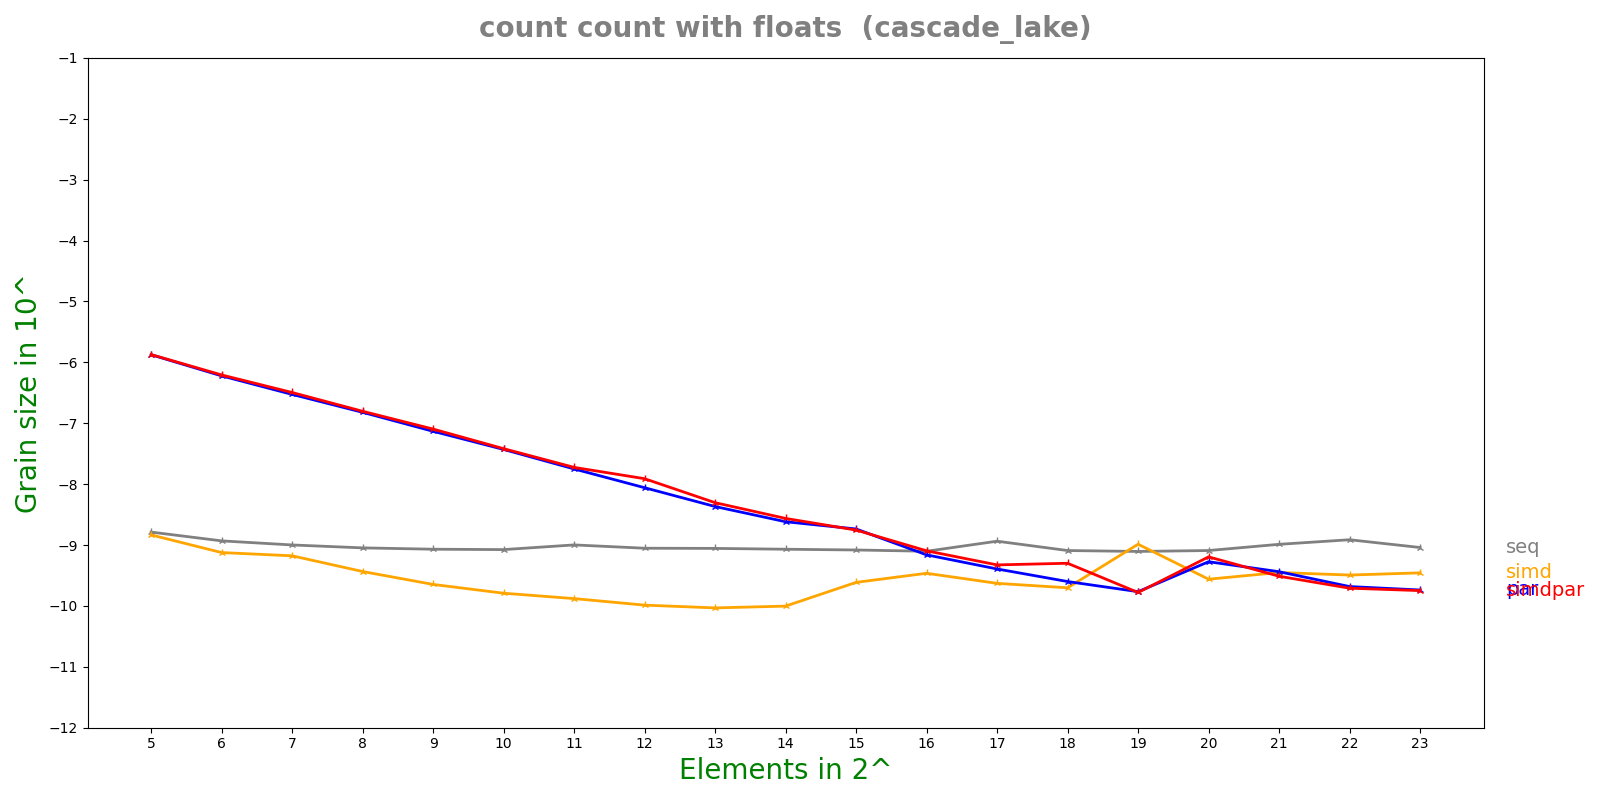 count count with floats  (cascade_lake)
−1
−2
−3
−4
−5
−6
−7
−8
−9
−10
−11
−12
Grain size in 10^
5 6 7 8 9 10 11 12 13 14 15 16 17 18 19 20 21 22 23
Elements in 2^
seq
simd
par
simdpar